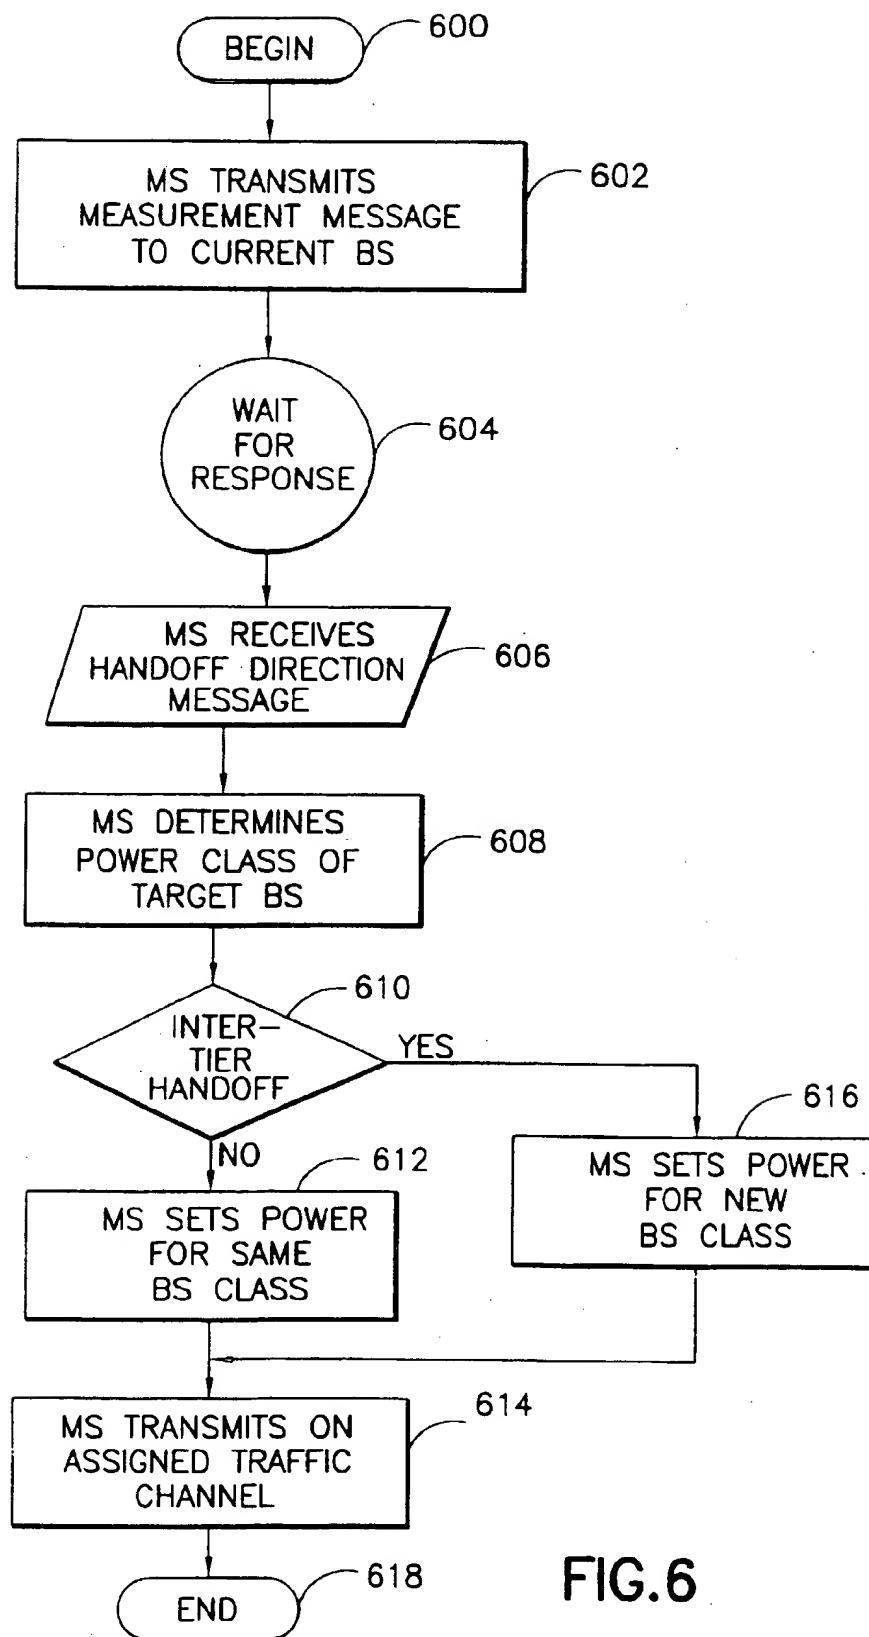 BEGIN
600
MS TRANSMITS
MEASUREMENT MESSAGE
TO CURRENT BS
602
WAIT
FOR
RESPONSE
604
MS RECEIVES
HANDOFF DIRECTION
MESSAGE
606
MS DETERMINES
POWER CLASS OF
TARGET BS
608
INTER-
TIER
HANDOFF
610
YES
NO
612
MS SETS POWER
FOR SAME
BS CLASS
616
MS SETS POWER
FOR NEW
BS CLASS
MS TRANSMITS ON
ASSIGNED TRAFFIC
CHANNEL
614
END
618
FIG.6